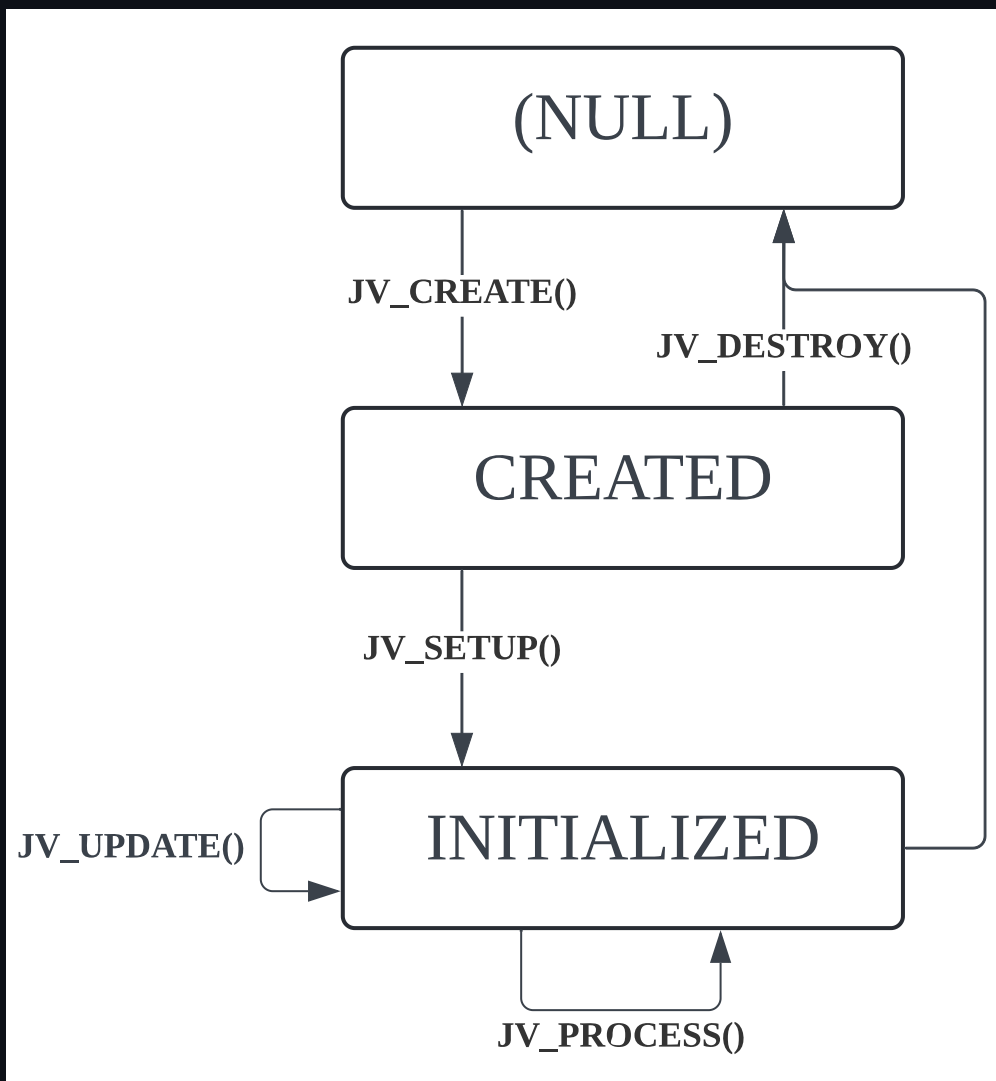 (NULL)
JV_CREATE()
JV_DESTROY()
CREATED
JV_SETUP()
INITIALIZED
JV_UPDATE()
JV_PROCESS()